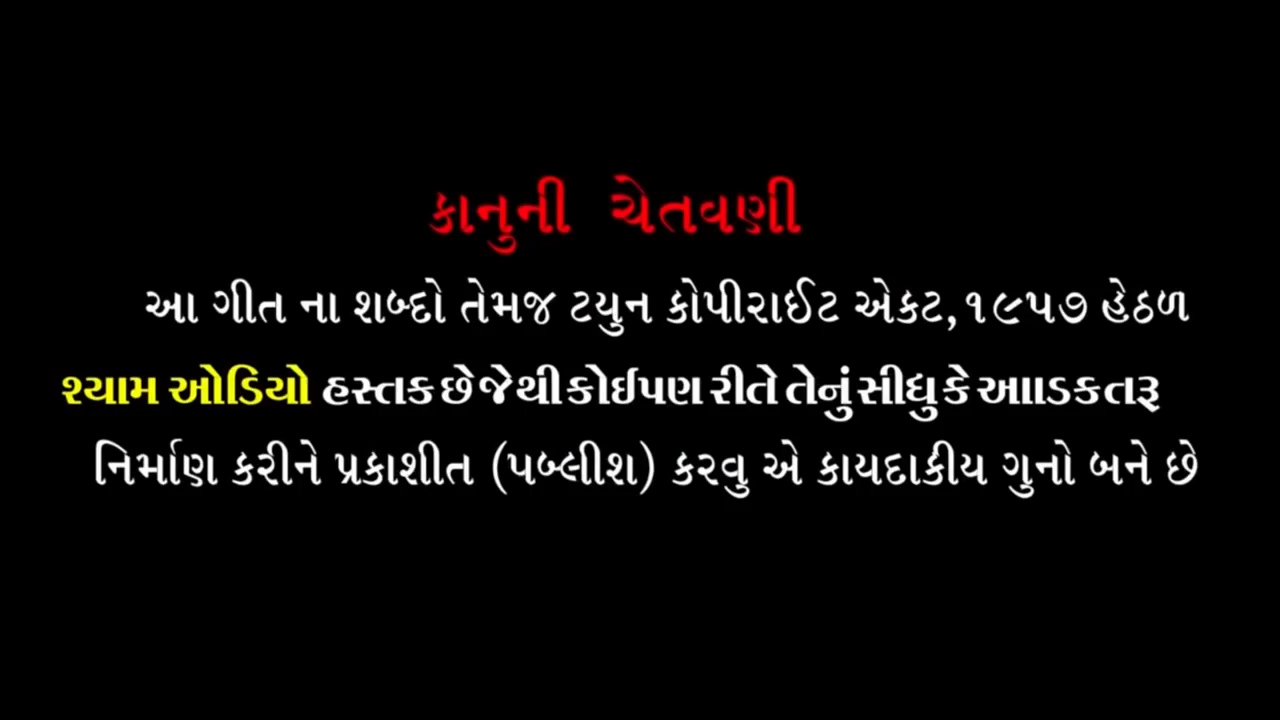 કાનુની ચેતવણી
આ ગીત ના શબ્દો તેમજ ટયુન કોપીરાઈટ એકટ,૧૯૫૭ હેઠળ
શ્યામ ઓડિયો હસ્તક છે જેથી કોઈપણ રીતે તેનું સીધુ કે આાડકતરૂ
નિર્માણ કરીને પ્રકાશીત (પબ્લીશ) કરવુ એ કાયદાકીય ગુનો બને છે